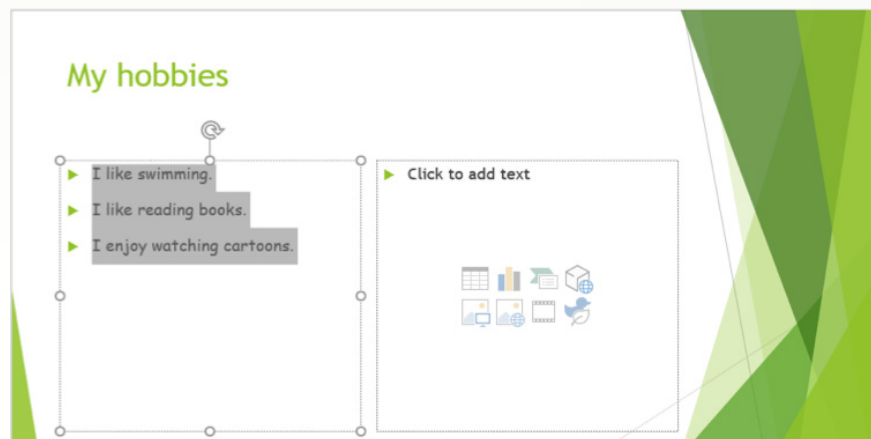 My hobbies
I like swimming.
I like reading books.
I enjoy watching cartoons.
Click to add text